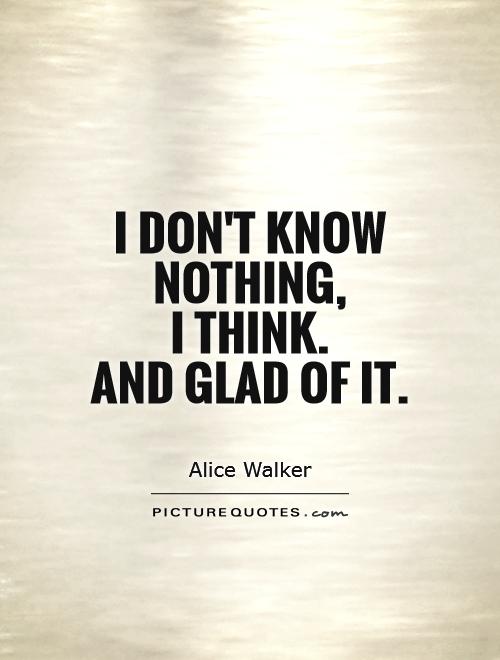 I DON'T KNOW
NOTHING,
I THINK.
AND GLAD OF IT.
Alice Walker
PICTUREQUOTES.com